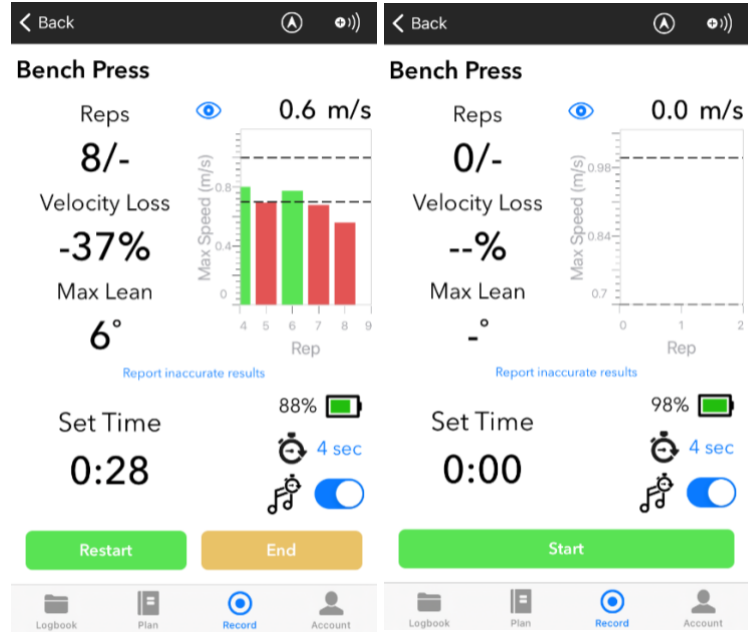 Back
Bench Press
Reps
8/-
Velocity Loss
-37%
Max Lean
6°
0.6 m/s
Max Speed (m/s)
0.8
0.4
0
4 5 6 7 8 9
Rep
Report inaccurate results
Set Time
0:28
88%
4 sec
Restart
End
Logbook
Plan
Record
Account
Back
Bench Press
Reps
0/-
Velocity Loss
--%
Max Lean
-°
0.0 m/s
Max Speed (m/s)
0.98
0.84
0.7
0 1 2
Rep
Report inaccurate results
Set Time
0:00
98%
4 sec
Start
Logbook
Plan
Record
Account